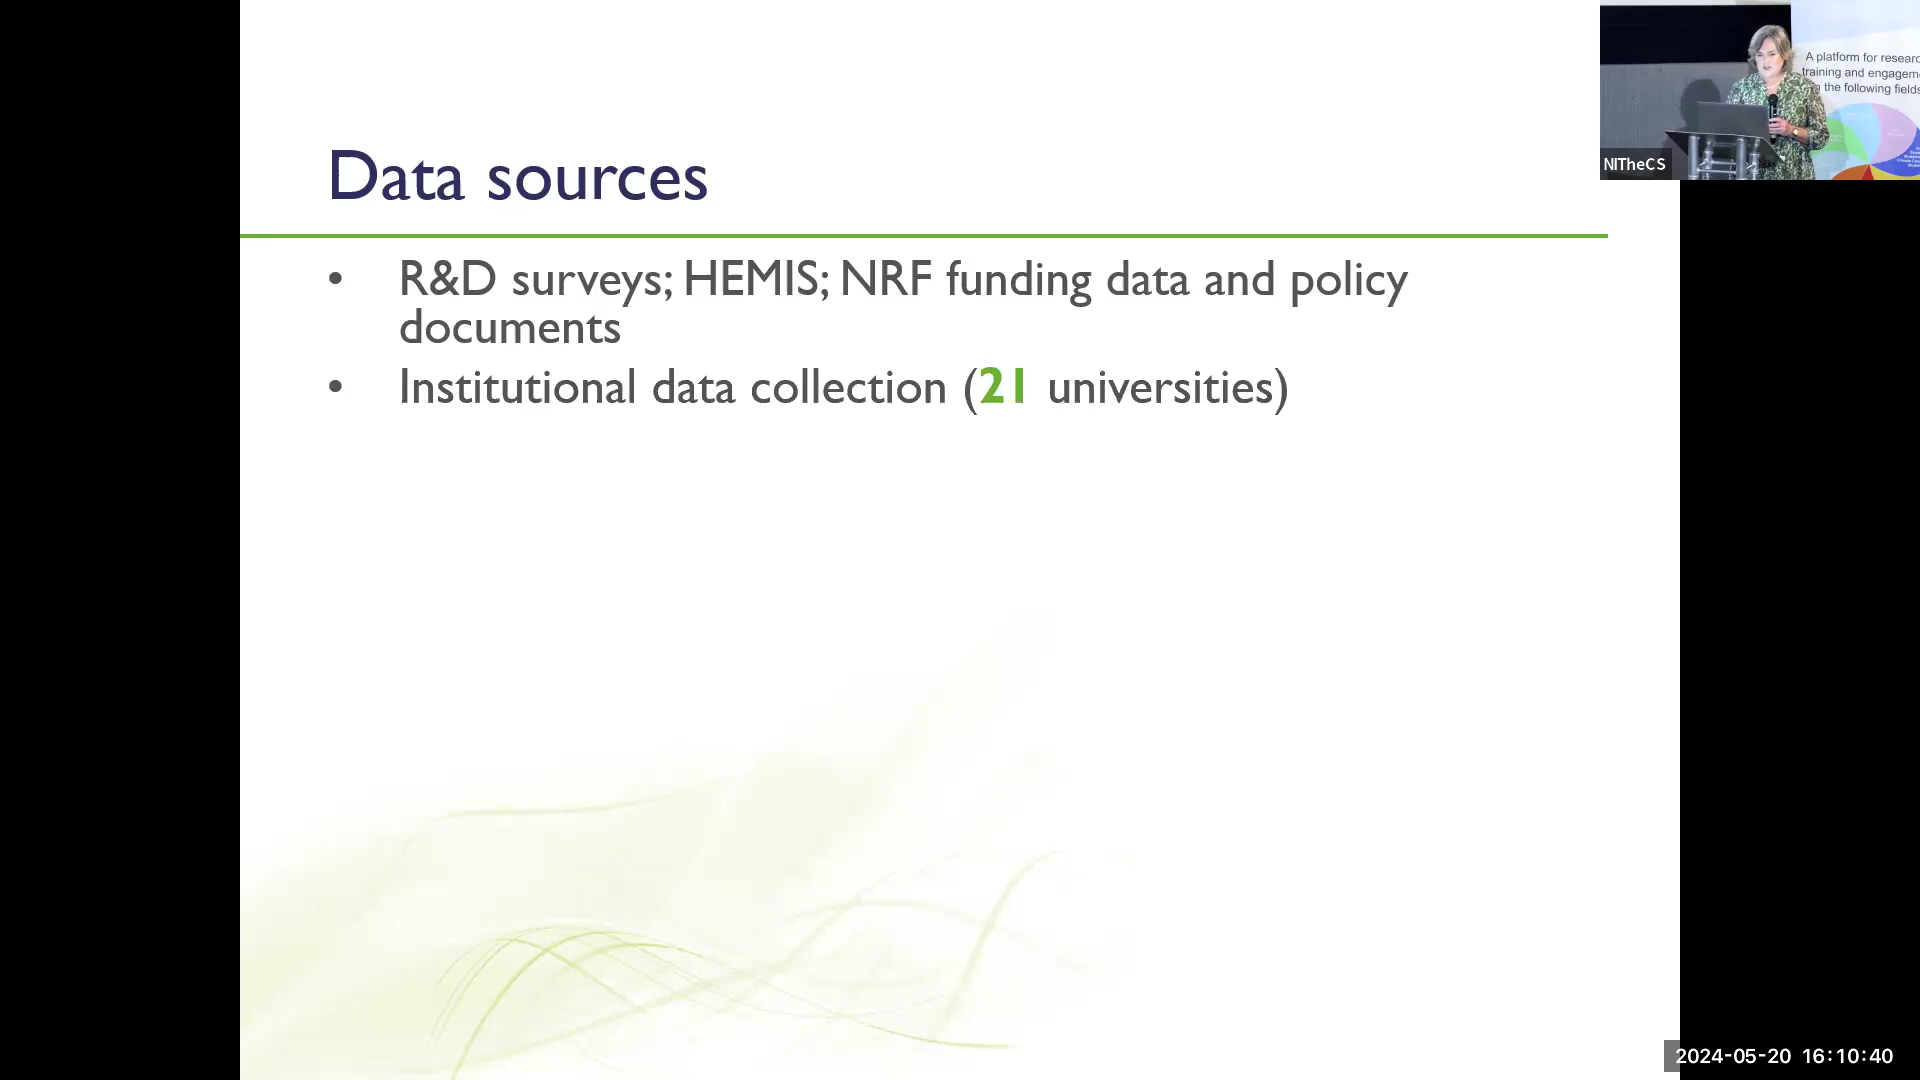 Data sources
• R&D surveys; HEMIS; NRF funding data and policy
documents
• Institutional data collection (21 universities)
A platform for researc
training and engagem
the following fields
NITheCS
2024-05-20 16:10:40